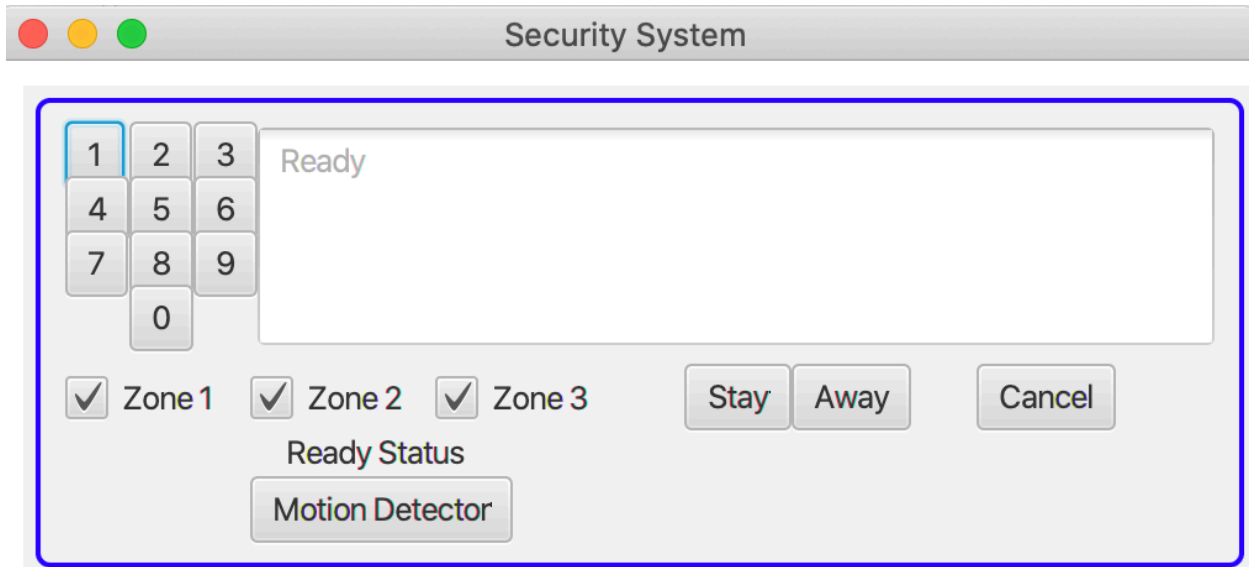 Security System
1 2 3 Ready
4 5 6
7 8 9
0
Zone 1 Zone 2 Zone 3 Stay Away Cancel
Ready Status
Motion Detector